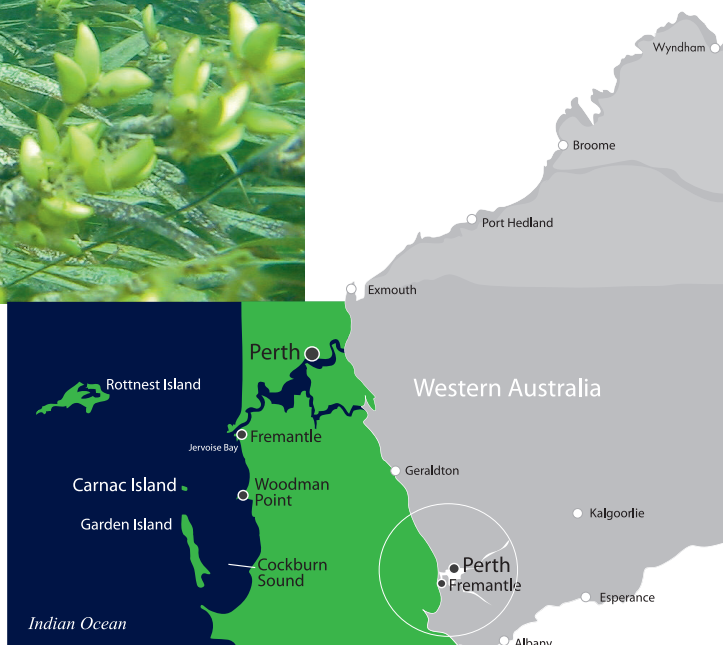 Wyndham
Broome
Port Hedland
Exmouth
Perth
Rottnest Island
Western Australia
Fremantle
Jervoise Bay
Geraldton
Carnac Island
Woodman
Point
Garden Island
Kalgoorlie
Cockburn
Sound
Perth
Fremantle
Esperance
Indian Ocean
Albany